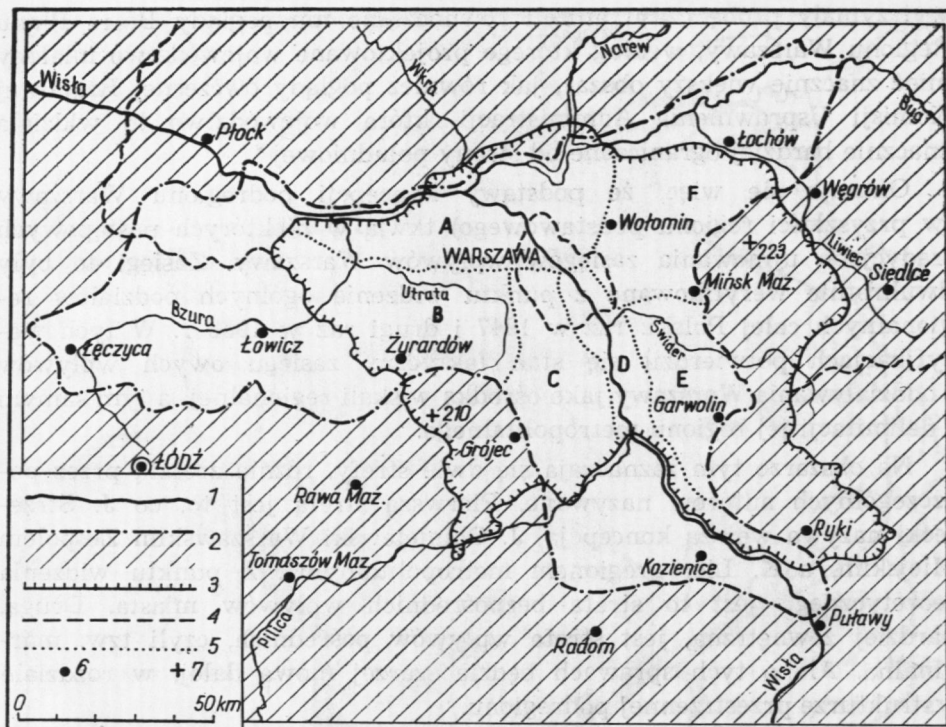 Narew
Wkra
Wisła
Bug
Płock
Łochów
Węgrów
F
A
Wołomin
+223
WARSZAWA
Liwiec
Siedlce
Mińsk Maz.
Utrata
Bzura
B
Świder
Łęczyca
Łowicz
Żyrardów
C
D
E
Garwolin
+210
Grójec
ŁÓDŹ
1
Rawa Maz.
2
Ryki
Tomaszów Maz.
Kozienice
3
4
Pilica
Puławy
5
Radom
6 +7
Wisła
0 50 km